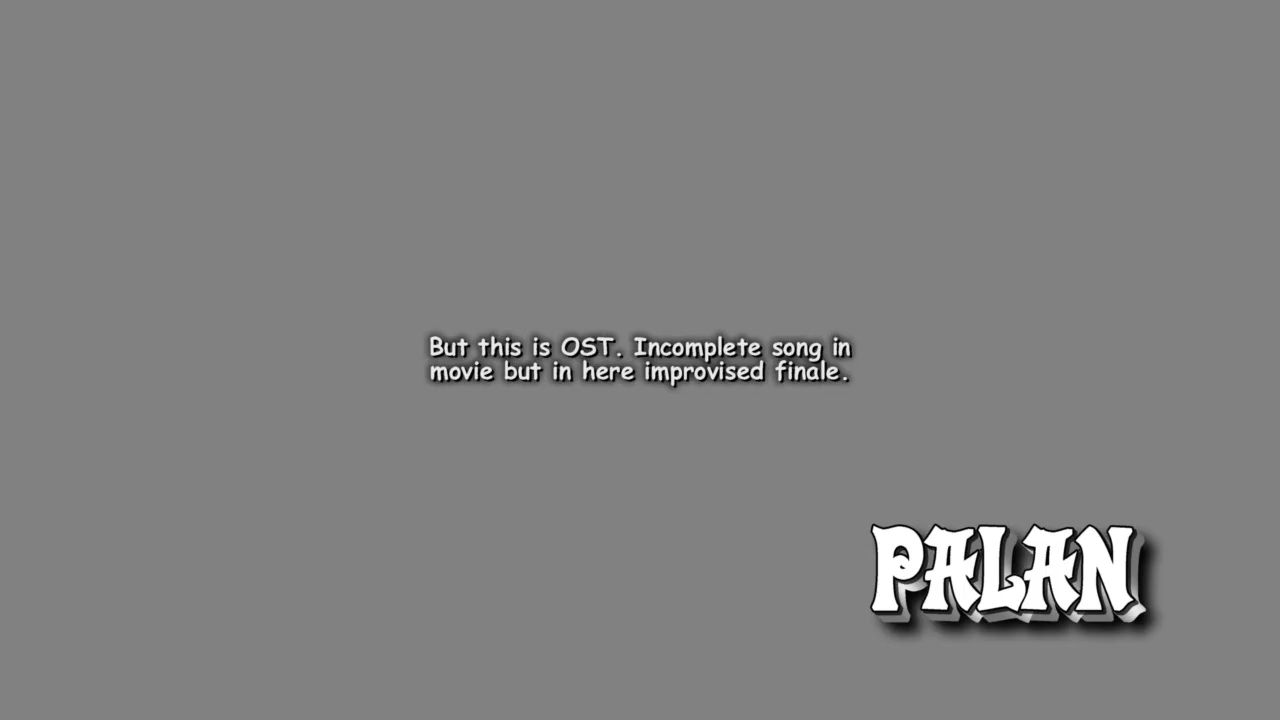 But this is OST. Incomplete song in
movie but in here improvised finale.
PALAN